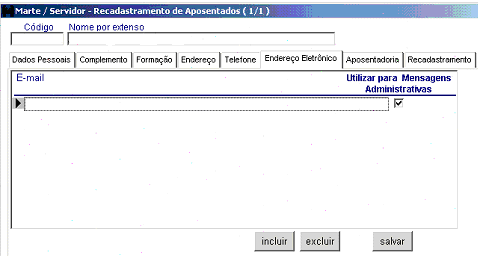 Marte / Servidor - Recadastramento de Aposentados ( 1/1 )
Código Nome por extenso
Dados Pessoais Complemento Formação Endereço Telefone Endereço Eletrônico Aposentadoria Recadastramento
E-mail Utilizar para Mensagens
Administrativas
incluir excluir salvar